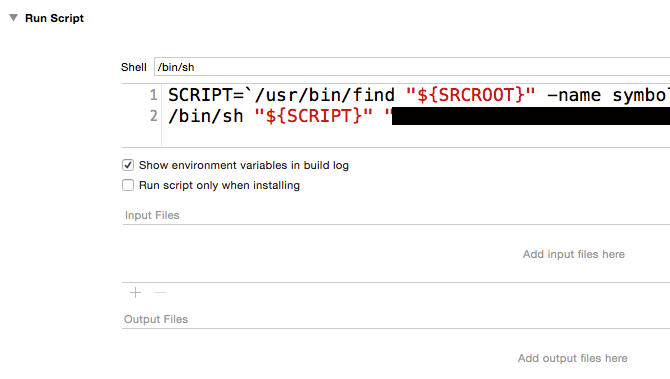 Run Script
Shell /bin/sh
1 SCRIPT=`/usr/bin/find "${SRCROOT}" -name
2 /bin/sh "${SCRIPT}" "
Show environment variables in build log
Run script only when installing
Input Files
Add input files here
Output Files
Add output files here